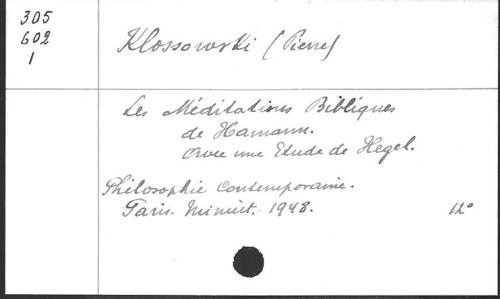 305
602
1
Klossowski (Pierre)
Les Méditations Bibliques
de Hamann.
Avec une Etude de Hegel.
Philosophie Contemporaine.
Paris. Minuit. 1948. 12°